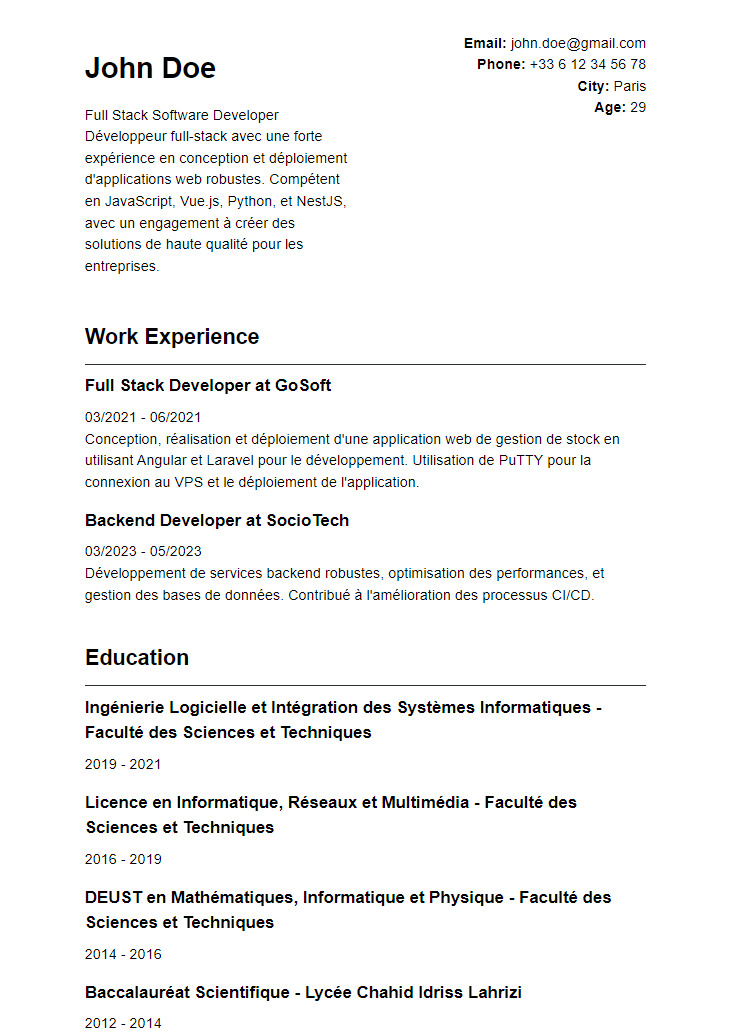 John Doe
Full Stack Software Developer
Développeur full-stack avec une forte
expérience en conception et déploiement
d'applications web robustes. Compétent
en JavaScript, Vue.js, Python, et NestJS,
avec un engagement à créer des
solutions de haute qualité pour les
entreprises.
Email: john.doe@gmail.com
Phone: +33 6 12 34 56 78
City: Paris
Age: 29
Work Experience
Full Stack Developer at GoSoft
03/2021 - 06/2021
Conception, réalisation et déploiement d'une application web de gestion de stock en
utilisant Angular et Laravel pour le développement. Utilisation de PuTTY pour la
connexion au VPS et le déploiement de l'application.
Backend Developer at SocioTech
03/2023 - 05/2023
Développement de services backend robustes, optimisation des performances, et
gestion des bases de données. Contribué à l'amélioration des processus CI/CD.
Education
Ingénierie Logicielle et Intégration des Systèmes Informatiques -
Faculté des Sciences et Techniques
2019 - 2021
Licence en Informatique, Réseaux et Multimédia - Faculté des
Sciences et Techniques
2016 - 2019
DEUST en Mathématiques, Informatique et Physique - Faculté des
Sciences et Techniques
2014 - 2016
Baccalauréat Scientifique - Lycée Chahid Idriss Lahrizi
2012 - 2014